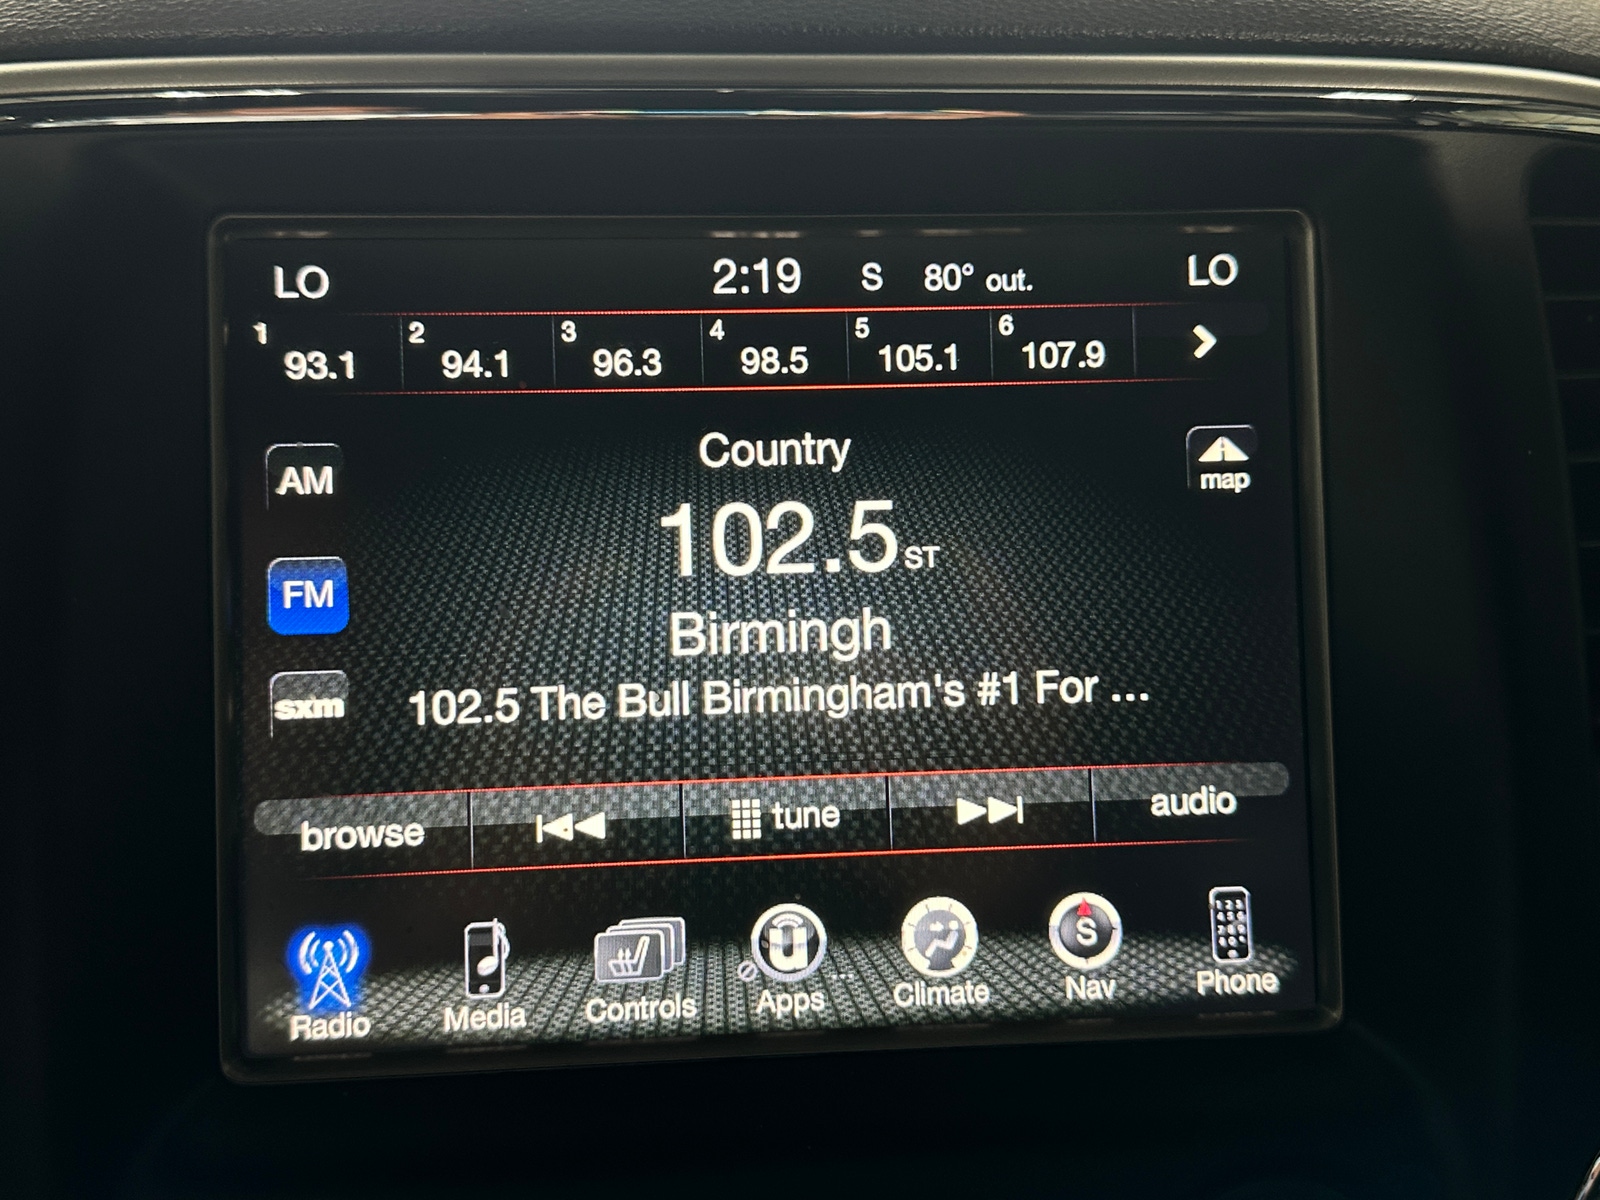 LO 2:19 S 80° out. LO
1 2 3 4 5 6
93.1 94.1 96.3 98.5 105.1 107.9
Country
AM
map
102.5 ST
FM
Birmingh
sxm
102.5 The Bull Birmingham's #1 For ...
browse tune audio
S
Radio Media Controls Apps ... Climate Nav Phone